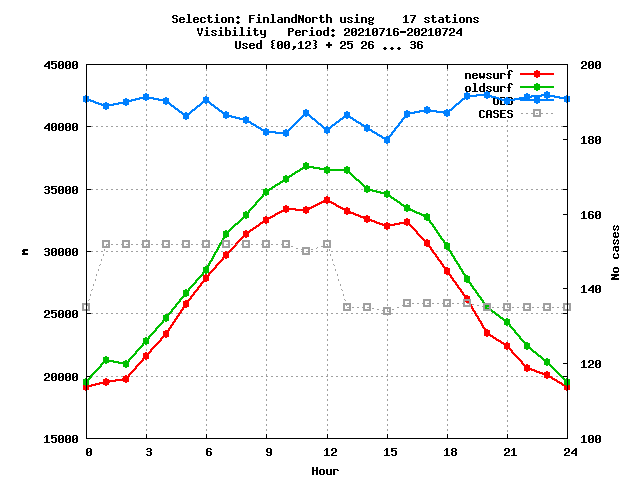 Selection: FinlandNorth using    17 stations
Visibility   Period: 20210716-20210724
Used {00,12} + 25 26 ... 36
45000
40000
35000
30000
25000
20000
15000
m
200
180
160
140
120
100
No cases
newsurf
oldsurf
OBS
CASES
0 3 6 9 12 15 18 21 24
Hour